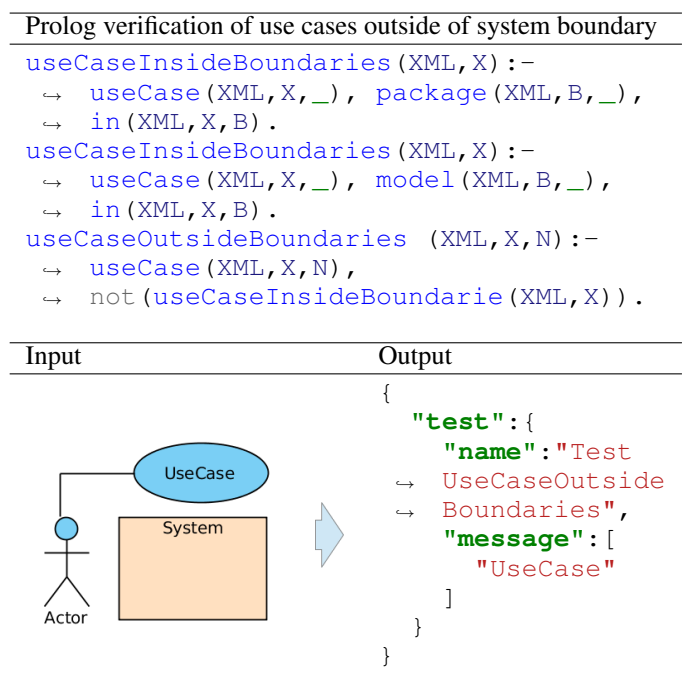 Prolog verification of use cases outside of system boundary
useCaseInsideBoundaries(XML,X):-
↪ useCase(XML,X,_), package(XML,B,_),
↪ in(XML,X,B).
useCaseInsideBoundaries(XML,X):-
↪ useCase(XML,X,_), model(XML,B,_),
↪ in(XML,X,B).
useCaseOutsideBoundaries (XML,X,N):-
↪ useCase(XML,X,N),
↪ not(useCaseInsideBoundarie(XML,X)).
Input
UseCase
System
Actor
Output
{
"test":{
"name":"Test
↪ UseCaseOutside
↪ Boundaries",
"message":[
"UseCase"
]
}
}